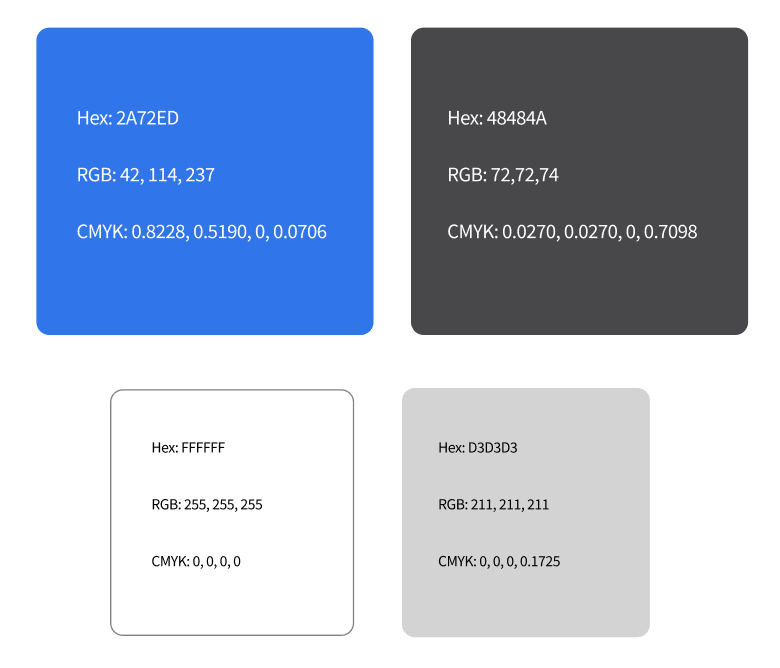 Hex: 2A72ED
RGB: 42, 114, 237
CMYK: 0.8228, 0.5190, 0, 0.0706
Hex: 48484A
RGB: 72,72,74
CMYK: 0.0270, 0.0270, 0, 0.7098
Hex: FFFFFF
RGB: 255, 255, 255
CMYK: 0, 0, 0, 0
Hex: D3D3D3
RGB: 211, 211, 211
CMYK: 0, 0, 0, 0.1725